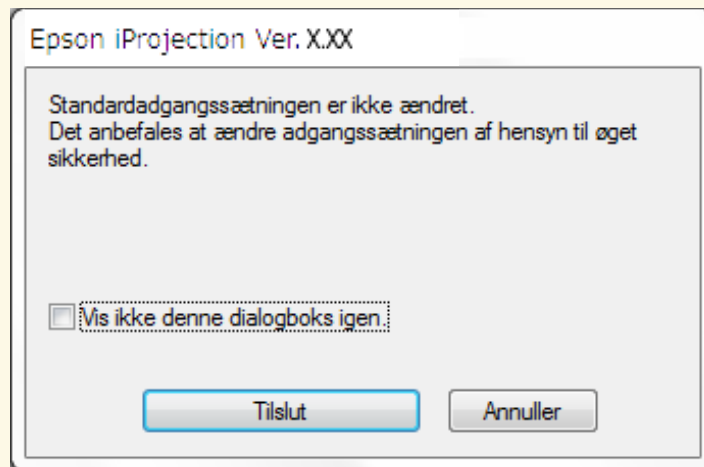 Epson iProjection Ver. X.XX
Standardadgangssætningen er ikke ændret.
Det anbefales at ændre adgangssætningen af hensyn til øget
sikkerhed.
Vis ikke denne dialogboks igen.
Tilslut
Annuller